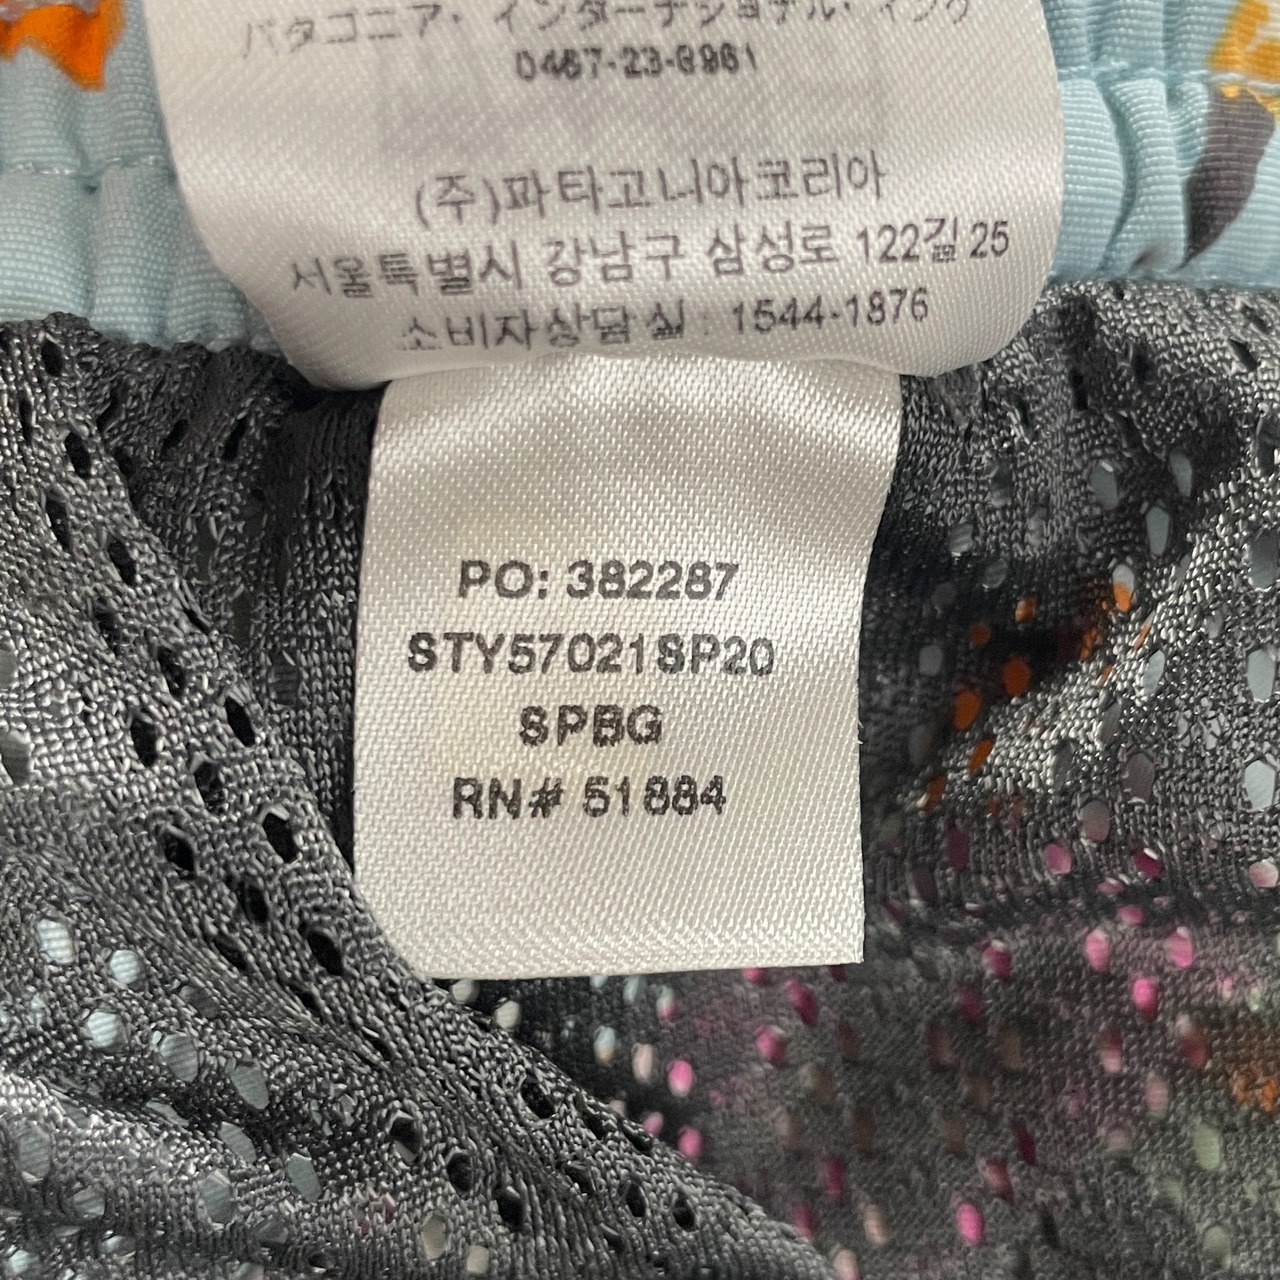 パタゴニア・インターナショナル・インク
0467-23-8961
(주)파타고니아코리아
서울특별시 강남구 삼성로 122길 25
소비자상담실 : 1544-1876
PO: 382287
STY57021SP20
SPBG
RN# 51884